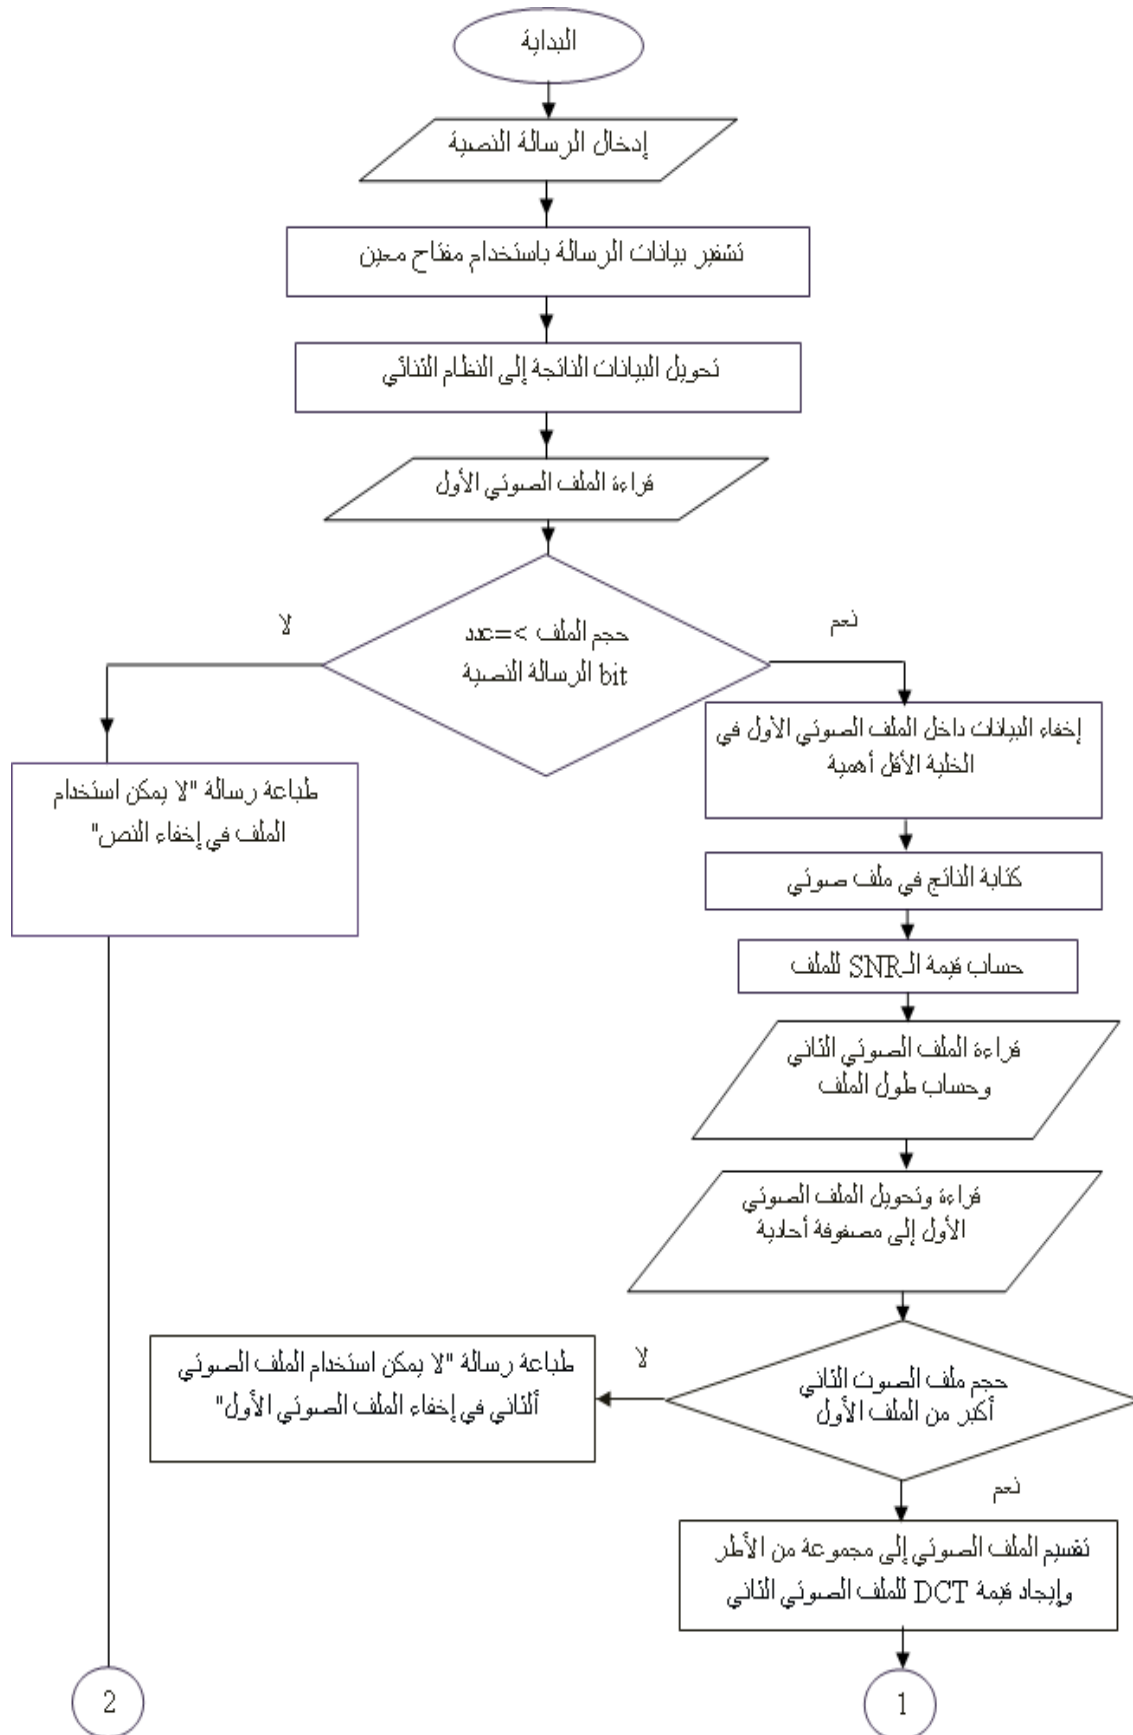 البداية
إدخال الرسالة النصية
تشفير بيانات الرسالة باستخدام مفتاح معين
تحويل البيانات الناتجة إلى النظام الثنائي
قراءة الملف الصوتي الأول
لا
نعم
حجم الملف >=عدد
bit الرسالة النصية
إخفاء البيانات داخل الملف الصوتي الأول في
الخلية الأقل أهمية
طباعة رسالة "لا يمكن استخدام
الملف في إخفاء النص"
كتابة الناتج في ملف صوتي
حساب قيمة الـSNR للملف
قراءة الملف الصوتي الثاني
وحساب طول الملف
قراءة وتحويل الملف الصوتي
الأول إلى مصفوفة أحادية
حجم ملف الصوت الثاني
أكبر من الملف الأول
لا
طباعة رسالة "لا يمكن استخدام الملف الصوتي
ألثاني في إخفاء الملف الصوتي الأول"
نعم
تقسيم الملف الصوتي إلى مجموعة من الأطر
وإيجاد قيمة DCT للملف الصوتي الثاني
1
2